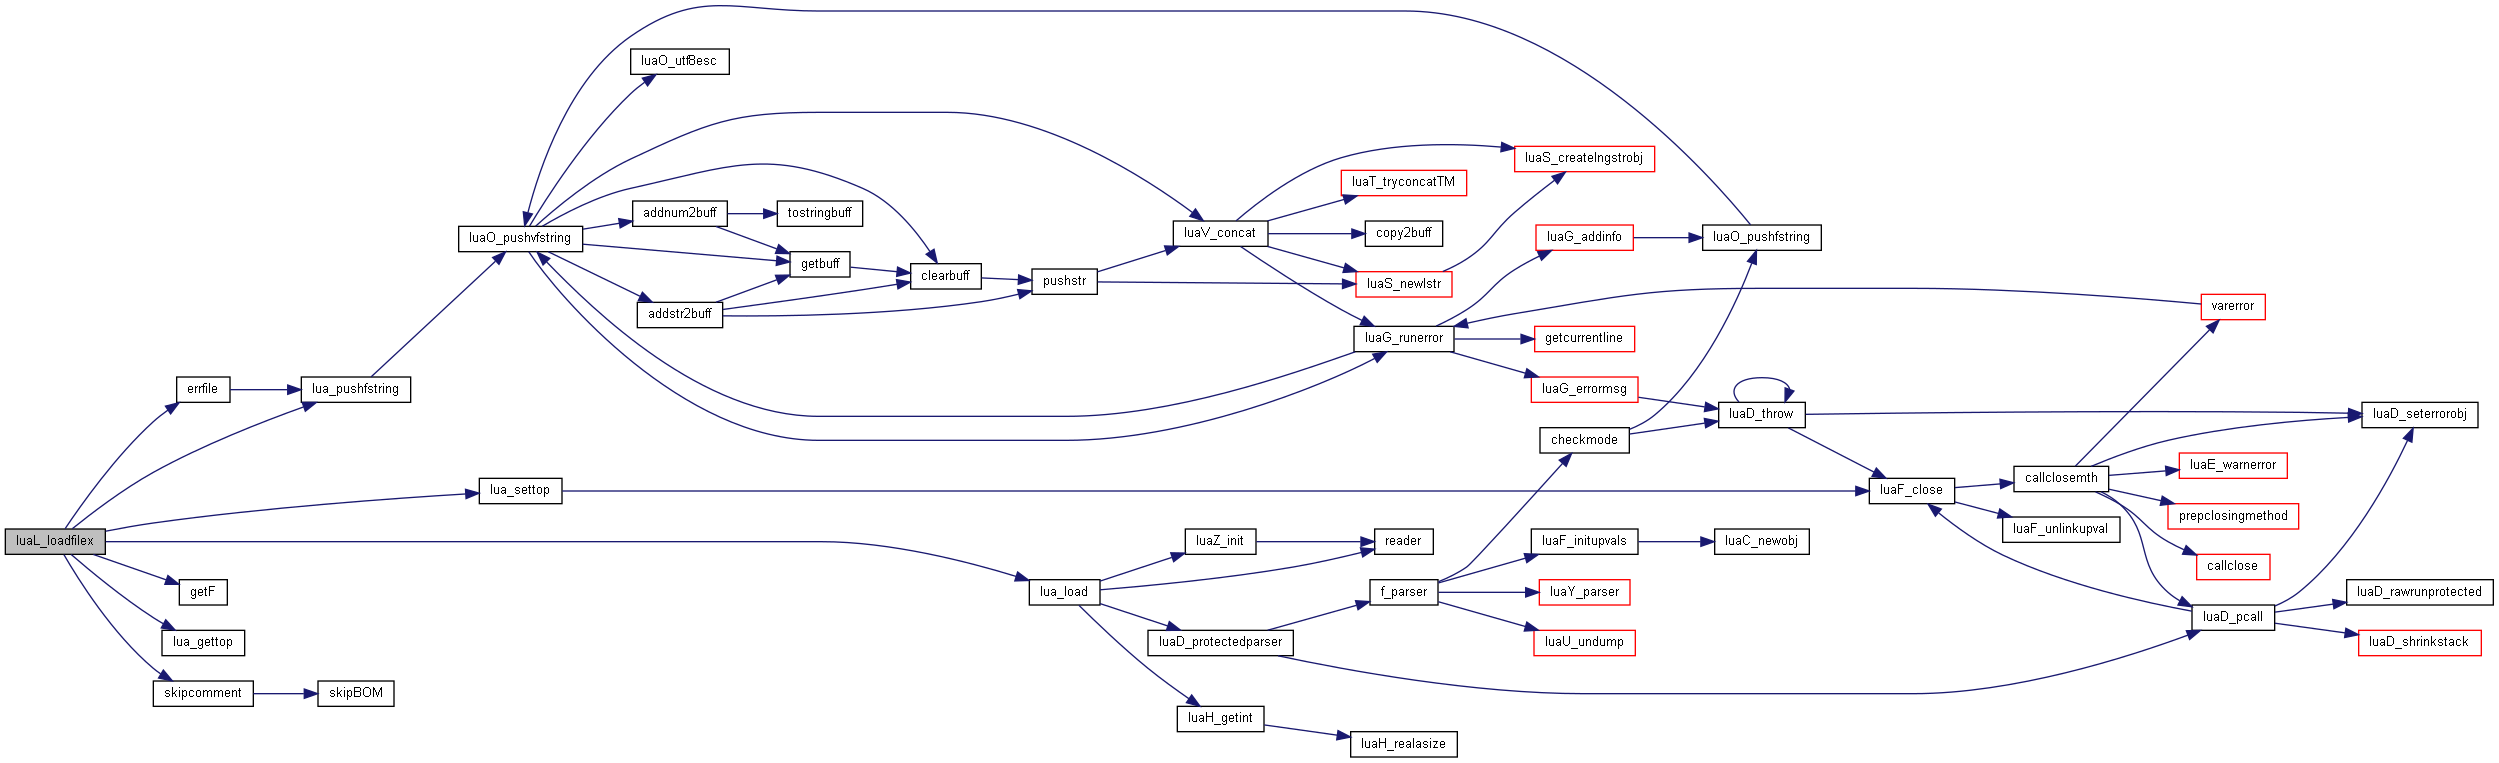 luaL_loadfilex
errfile
lua_pushfstring
lua_settop
getF
lua_gettop
skipcomment
skipBOM
luaO_pushvfstring
luaO_utf8esc
addnum2buff
tostringbuff
getbuff
addstr2buff
clearbuff
pushstr
luaV_concat
luaS_createlngstrobj
luaT_tryconcatTM
copy2buff
luaS_newlstr
luaG_addinfo
luaO_pushfstring
luaG_runerror
getcurrentline
luaG_errormsg
varerror
luaD_throw
luaD_seterrorobj
checkmode
luaF_close
callclosemth
luaE_warnerror
prepclosingmethod
luaF_unlinkupval
callclose
lua_load
luaZ_init
reader
luaD_protectedparser
f_parser
luaF_initupvals
luaC_newobj
luaY_parser
luaU_undump
luaD_pcall
luaD_rawrunprotected
luaD_shrinkstack
luaH_getint
luaH_realasize